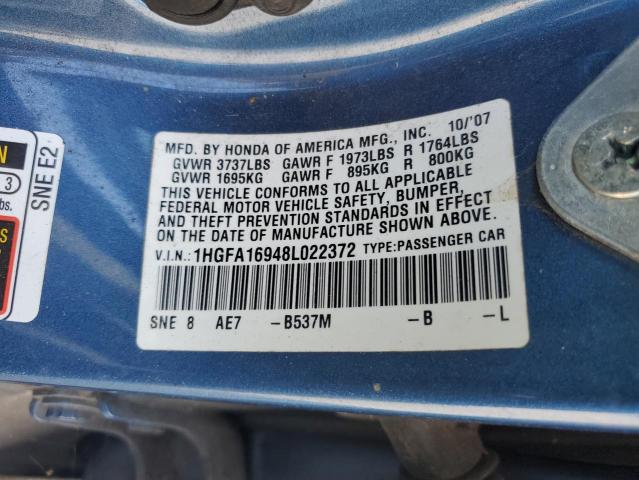 MFD. BY HONDA OF AMERICA MFG., INC. 10/'07
GVWR 3737LBS GAWR F 1973LBS R 1764LBS
GVWR 1695KG GAWR F 895KG R 800KG
THIS VEHICLE CONFORMS TO ALL APPLICABLE
FEDERAL MOTOR VEHICLE SAFETY, BUMPER,
AND THEFT PREVENTION STANDARDS IN EFFECT
ON THE DATE OF MANUFACTURE SHOWN ABOVE.
V.I.N.: 1HGFA16948L022372 TYPE:PASSENGER CAR
SNE 8 AE7 -B537M -B -L
SNE E2
N
3
bs.
S